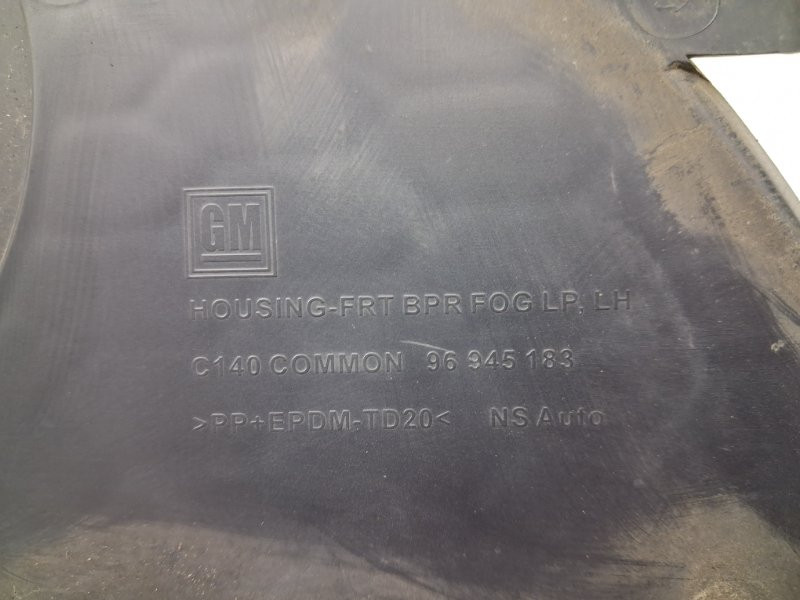 GM
HOUSING-FRT BPR FOG LP, LH
C140 COMMON 96 945 183
>PP+EPDM-TD20< NS Auto